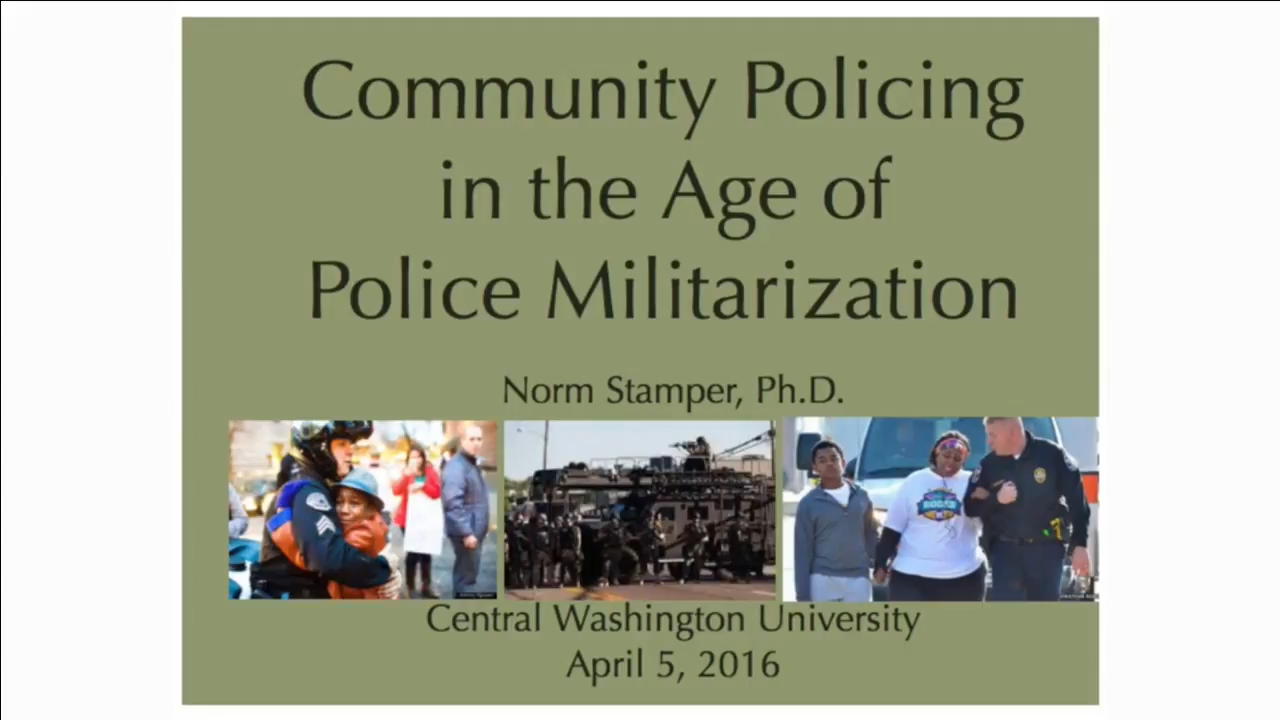 Community Policing
in the Age of
Police Militarization
Norm Stamper, Ph.D.
Central Washington University
April 5, 2016